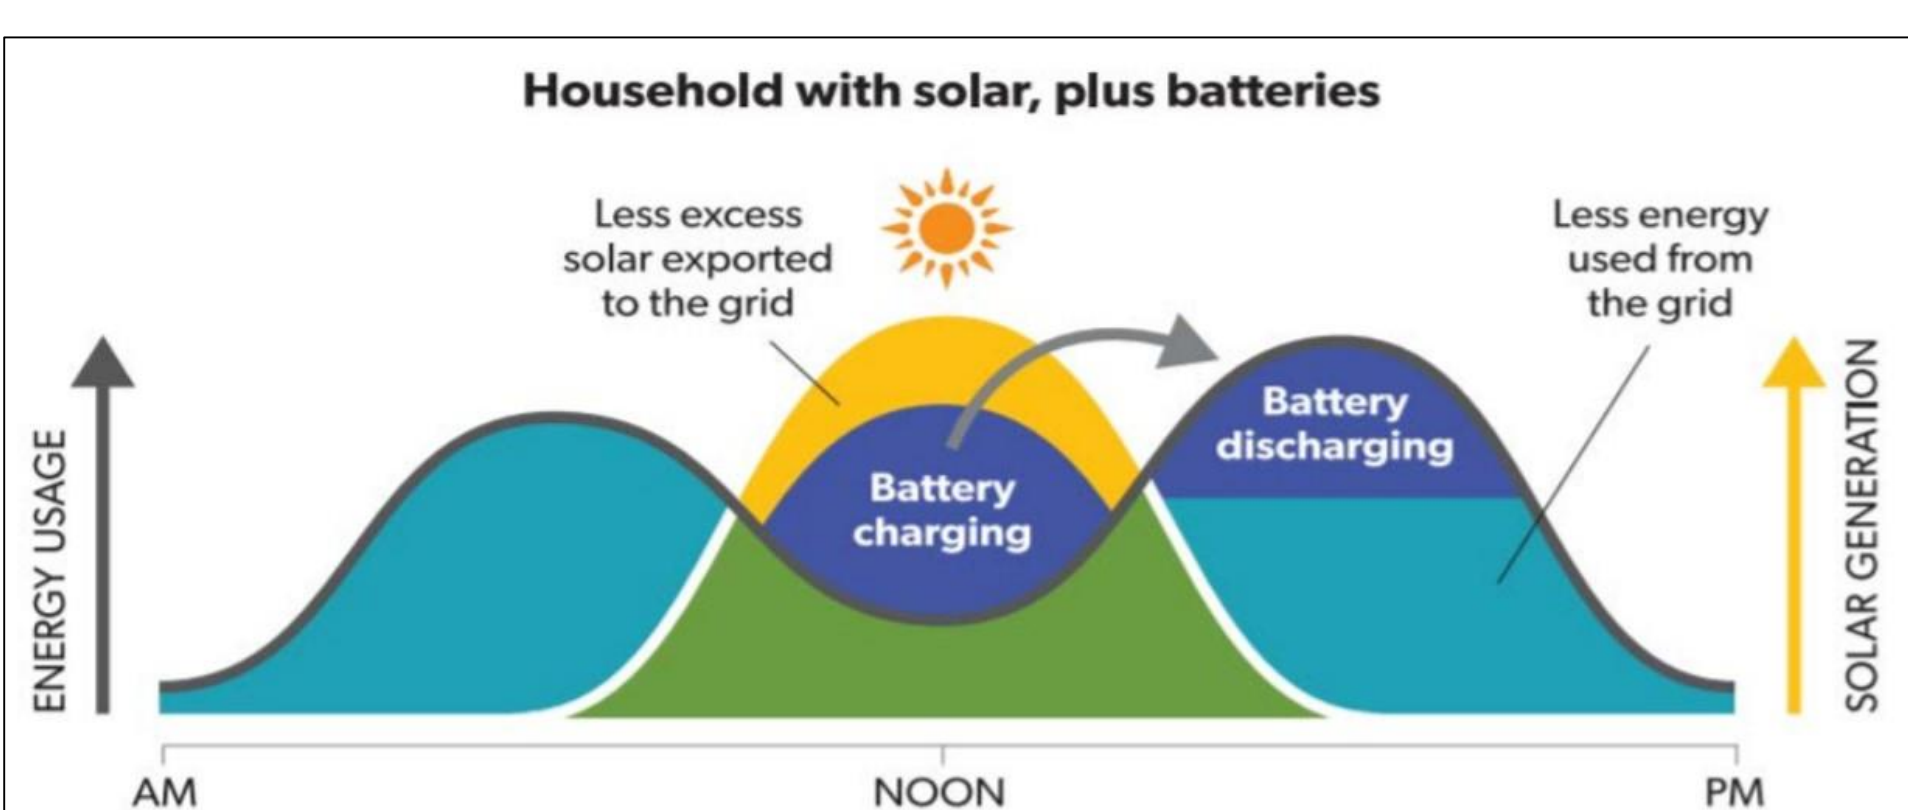 Household with solar, plus batteries
Less excess
solar exported
to the grid
Less energy
used from
the grid
ENERGY USAGE
Battery
charging
Battery
discharging
SOLAR GENERATION
AM
NOON
PM